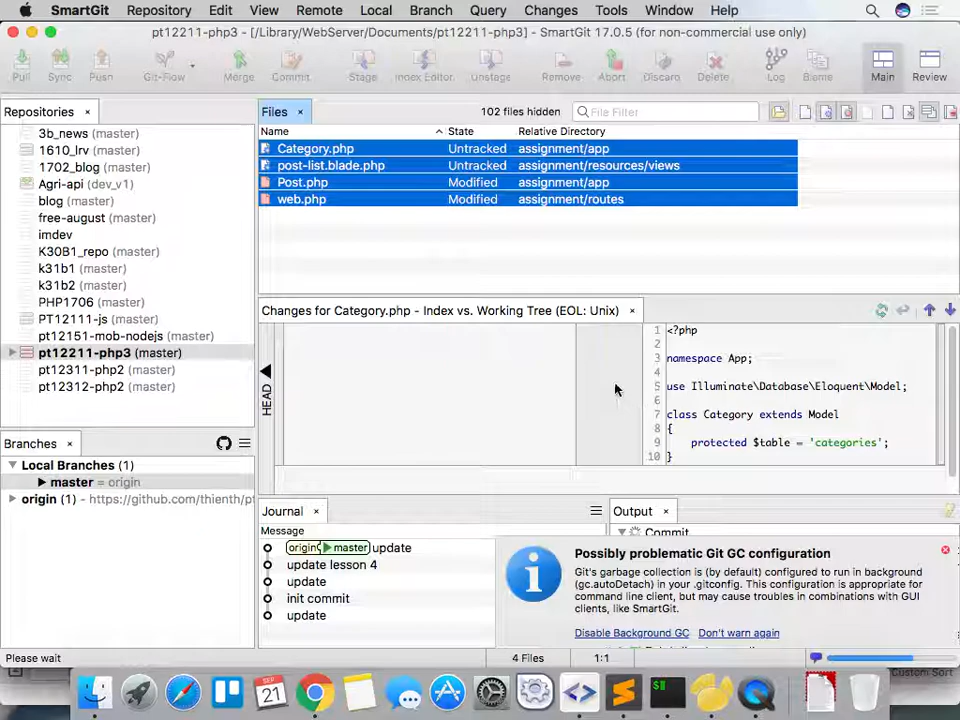 SmartGit Repository Edit View Remote Local Branch Query Changes Tools Window Help
pt12211-php3 - [/Library/WebServer/Documents/pt12211-php3] - SmartGit 17.0.5 (for non-commercial use only)
Pull Sync Push Git-Flow Merge Commit Stage Index Editor Unstage Remove Abort Discard Delete Log Blame Main Review
Repositories
3b_news (master)
1610_lrv (master)
1702_blog (master)
Agri-api (dev_v1)
blog (master)
free-august (master)
imdev
K30B1_repo (master)
k31b1 (master)
k31b2 (master)
PHP1706 (master)
PT12111-js (master)
pt12151-mob-nodejs (master)
pt12211-php3 (master)
pt12311-php2 (master)
pt12312-php2 (master)
Files 102 files hidden File Filter
Name State Relative Directory
Category.php Untracked assignment/app
post-list.blade.php Untracked assignment/resources/views
Post.php Modified assignment/app
web.php Modified assignment/routes
Changes for Category.php - Index vs. Working Tree (EOL: Unix)
HEAD
1 <?php
2
3 namespace App;
4
5 use Illuminate\Database\Eloquent\Model;
6
7 class Category extends Model
8 {
9 protected $table = 'categories';
10 }
Branches
Local Branches (1)
master = origin
origin (1) - https://github.com/thienth/pt
Journal
Message
origin master update
update lesson 4
update
init commit
update
Output
Commit
Possibly problematic Git GC configuration
Git's garbage collection is (by default) configured to run in background
(gc.autoDetach) in your .gitconfig. This configuration is appropriate for
command line client, but may cause troubles in combinations with GUI
clients, like SmartGit.
Disable Background GC Don't warn again
Please wait 4 Files 1:1
Custom Sort
SEP
21